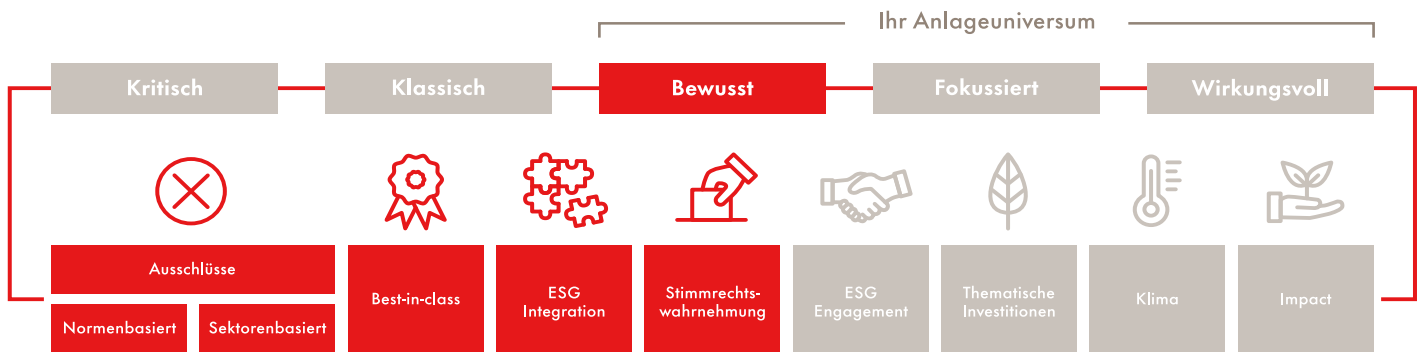 Ihr Anlageuniversum
Kritisch
Klassisch
Bewusst
Fokussiert
Wirkungsvoll
Ausschlüsse
Normenbasiert
Sektorenbasiert
Best-in-class
ESG
Integration
Stimmrechts-
wahrnehmung
ESG
Engagement
Thematische
Investitionen
Klima
Impact